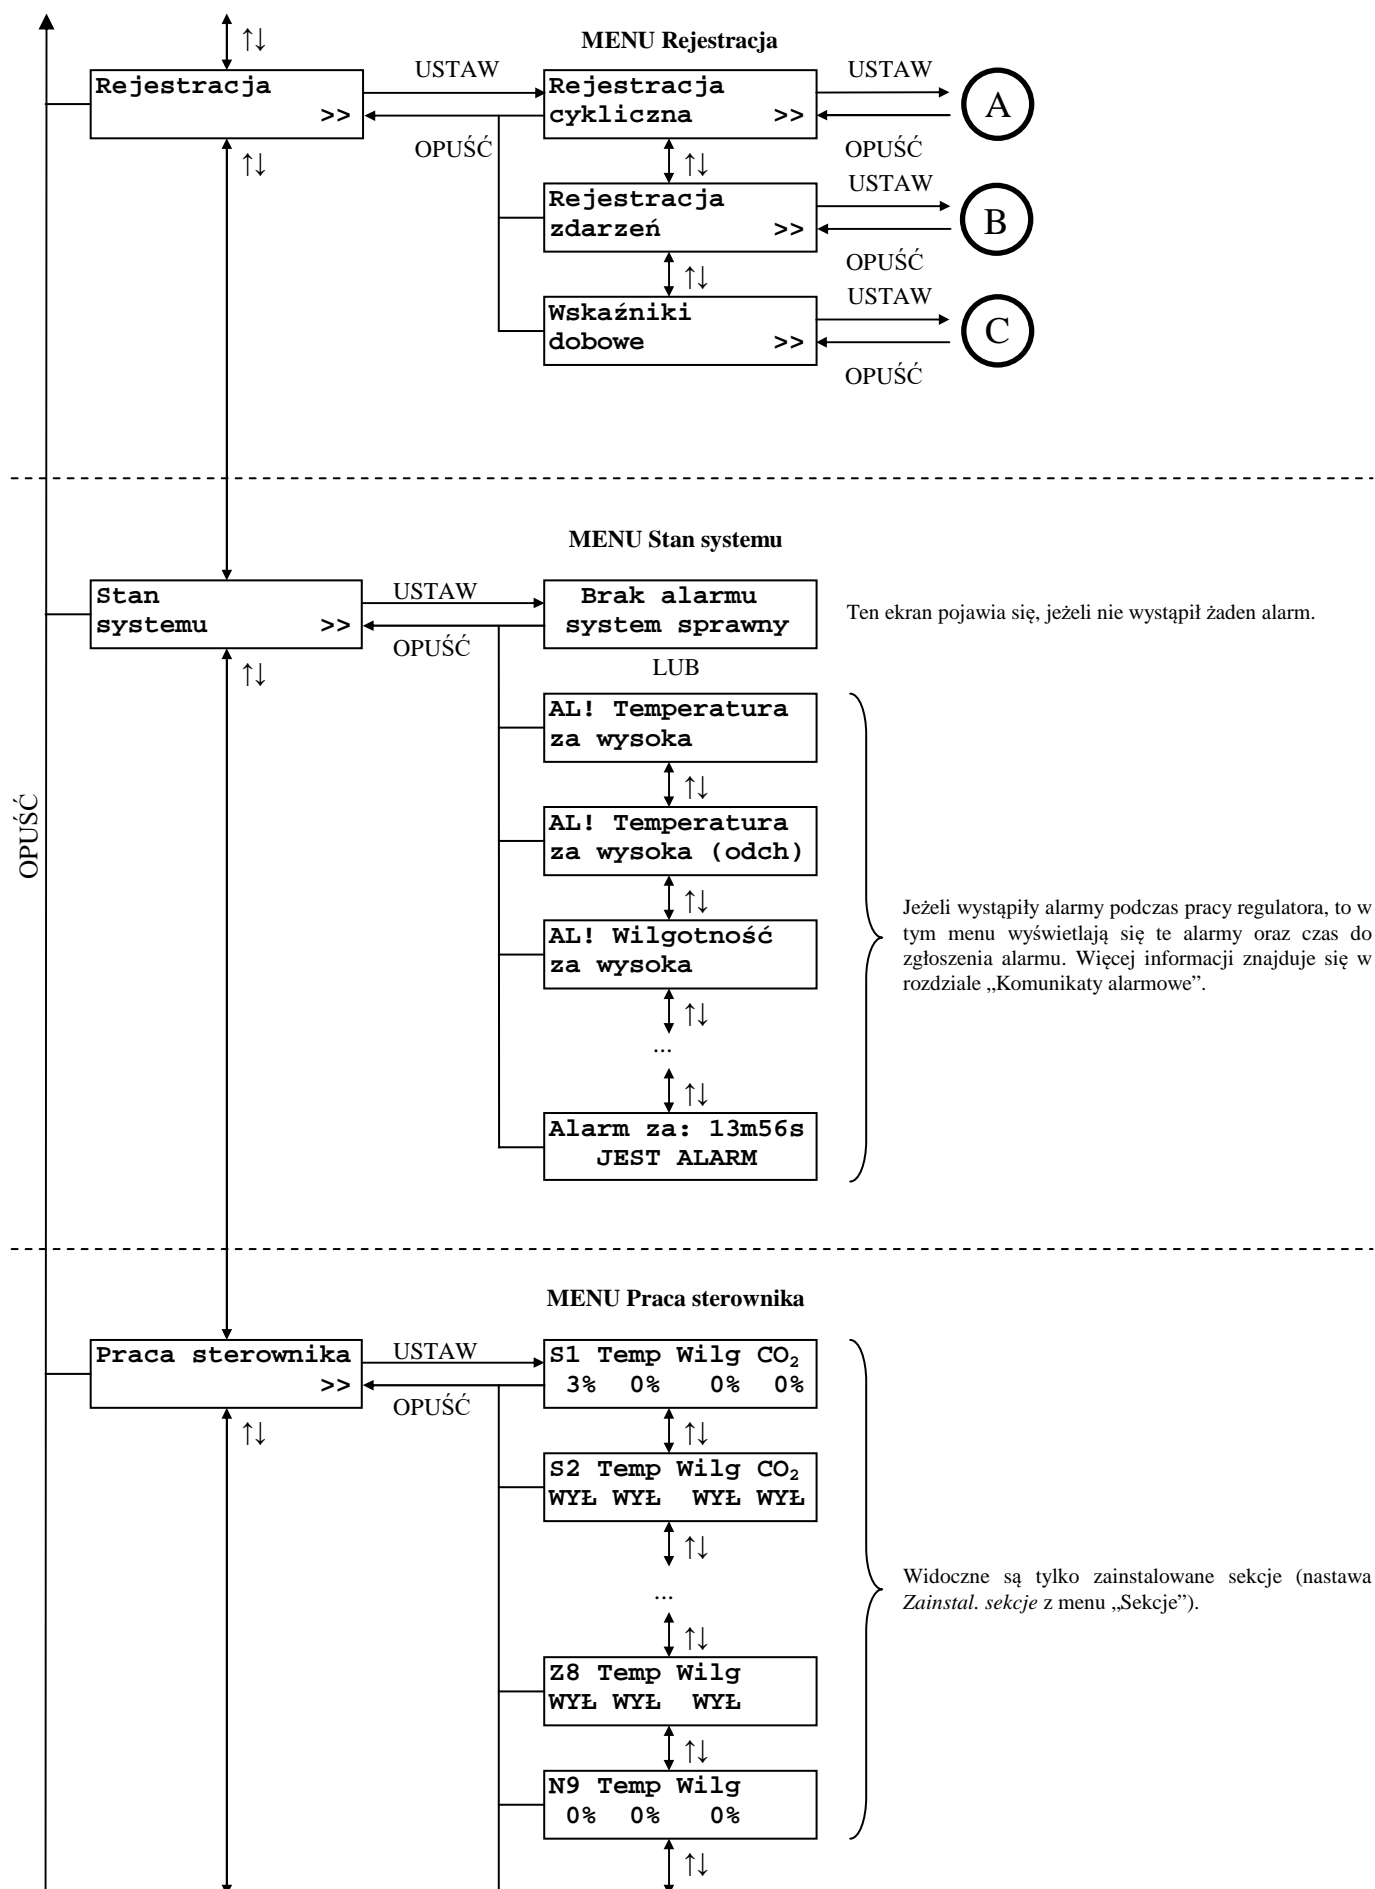 ↑↓
MENU Rejestracja
Rejestracja
>>
USTAW
OPUŚĆ
Rejestracja
cykliczna >>
USTAW
OPUŚĆ
A
↑↓
↑↓
Rejestracja
zdarzeń >>
USTAW
OPUŚĆ
B
↑↓
Wskaźniki
dobowe >>
USTAW
OPUŚĆ
C
MENU Stan systemu
Stan
systemu >>
USTAW
OPUŚĆ
Brak alarmu
system sprawny
Ten ekran pojawia się, jeżeli nie wystąpił żaden alarm.
↑↓
LUB
AL! Temperatura
za wysoka
↑↓
AL! Temperatura
za wysoka (odch)
↑↓
AL! Wilgotność
za wysoka
↑↓
...
↑↓
Alarm za: 13m56s
JEST ALARM
Jeżeli wystąpiły alarmy podczas pracy regulatora, to w
tym menu wyświetlają się te alarmy oraz czas do
zgłoszenia alarmu. Więcej informacji znajduje się w
rozdziale „Komunikaty alarmowe”.
OPUŚĆ
MENU Praca sterownika
Praca sterownika
>>
USTAW
OPUŚĆ
S1 Temp Wilg CO₂
3% 0% 0% 0%
↑↓
↑↓
S2 Temp Wilg CO₂
WYŁ WYŁ WYŁ WYŁ
↑↓
...
↑↓
Z8 Temp Wilg
WYŁ WYŁ WYŁ
↑↓
N9 Temp Wilg
0% 0% 0%
↑↓
Widoczne są tylko zainstalowane sekcje (nastawa
Zainstal. sekcje z menu „Sekcje”).